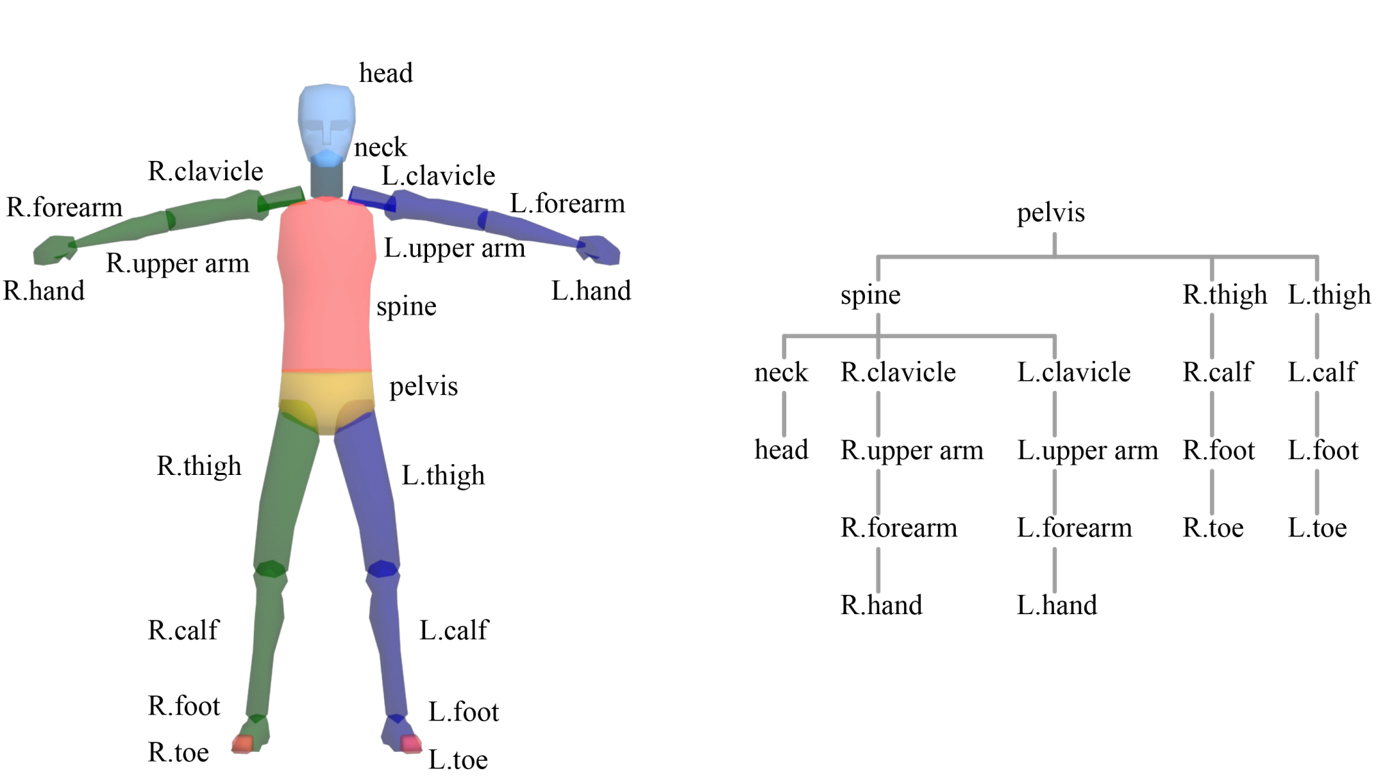 head
neck
R.clavicle
L.clavicle
R.forearm
L.forearm
R.upper arm
L.upper arm
R.hand
L.hand
spine
pelvis
R.thigh
L.thigh
R.calf
L.calf
R.foot
L.foot
R.toe
L.toe
pelvis
spine R.thigh L.thigh
neck R.clavicle L.clavicle R.calf L.calf
head R.upper arm L.upper arm R.foot L.foot
R.forearm L.forearm R.toe L.toe
R.hand L.hand